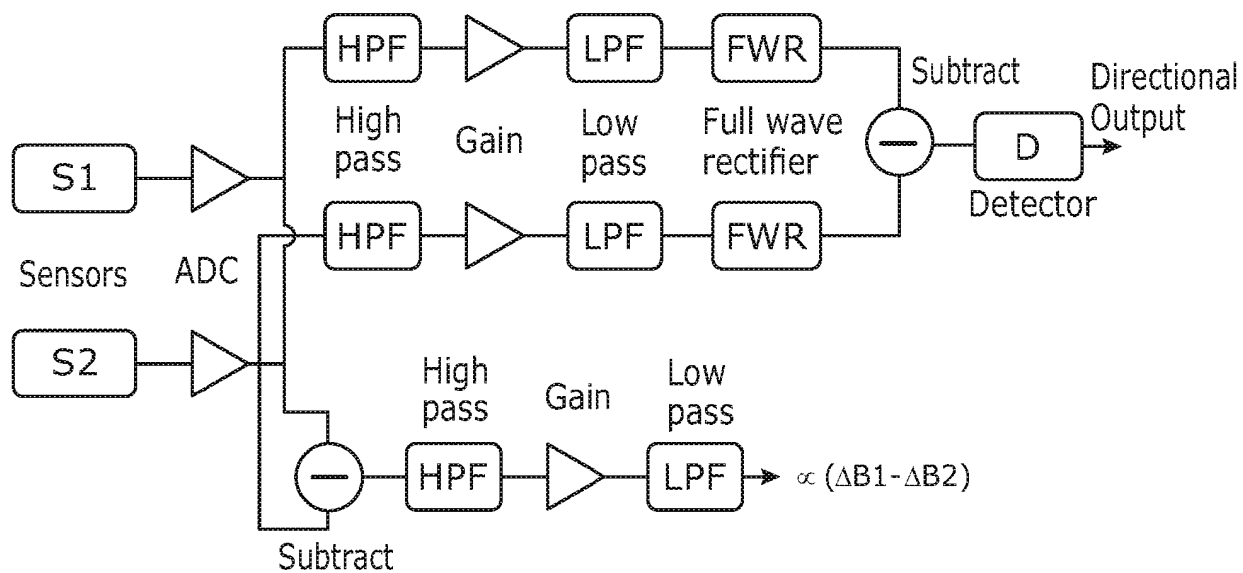 HPF
LPF
FWR
Subtract
Directional
Output
High
pass
Gain
Low
pass
Full wave
rectifier
D
Detector
S1
HPF
LPF
FWR
Sensors
ADC
S2
High
pass
Gain
Low
pass
HPF
LPF
∝ (ΔB1-ΔB2)
Subtract